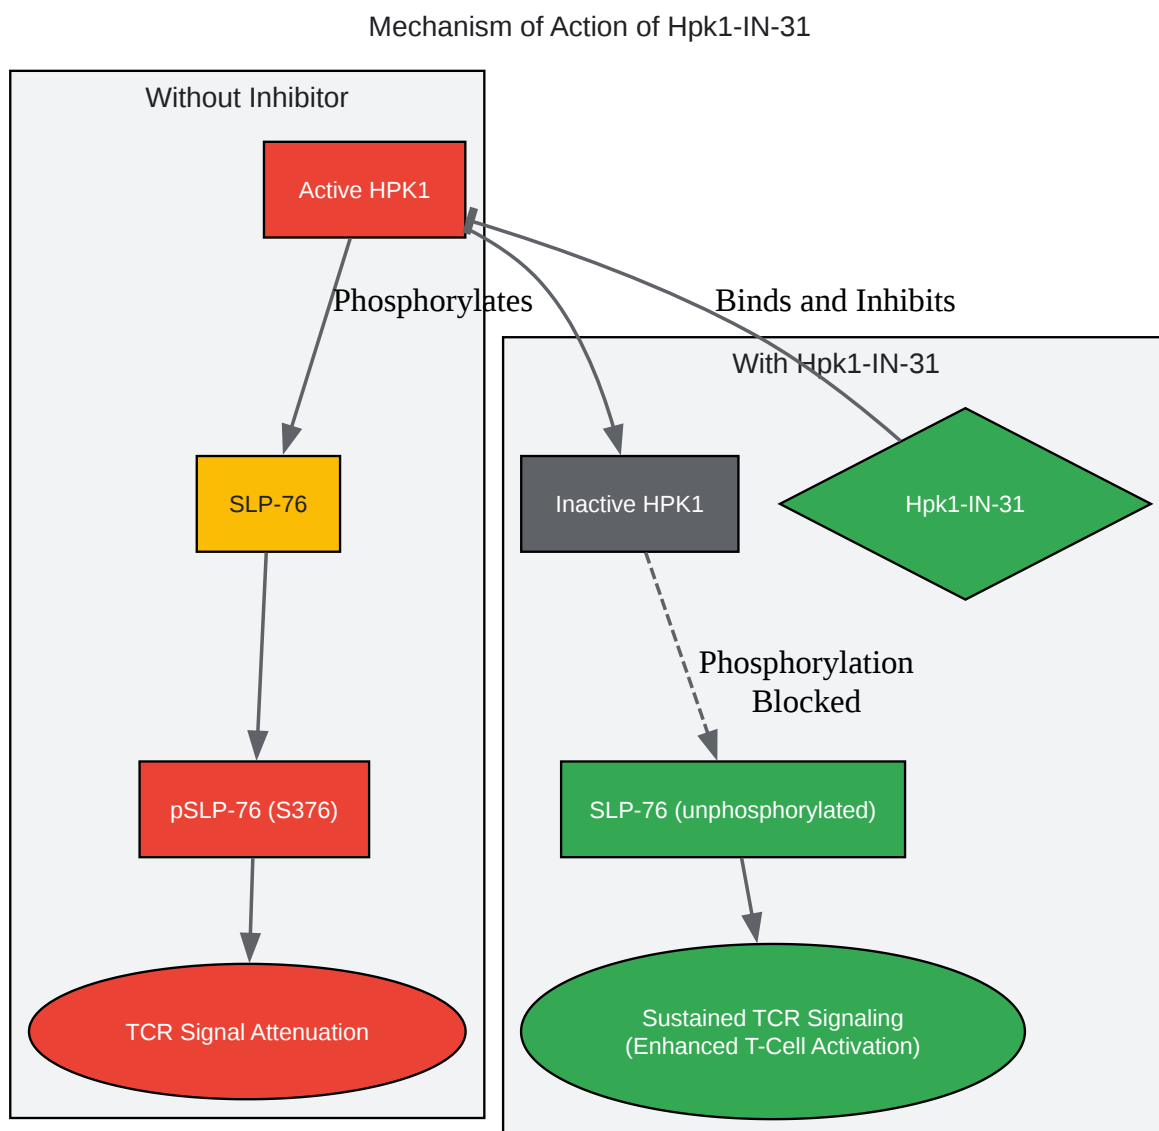 Mechanism of Action of Hpk1-IN-31
Without Inhibitor
Active HPK1
Phosphorylates
Binds and Inhibits
With Hpk1-IN-31
SLP-76
Inactive HPK1
Hpk1-IN-31
Phosphorylation
Blocked
pSLP-76 (S376)
SLP-76 (unphosphorylated)
TCR Signal Attenuation
Sustained TCR Signaling
(Enhanced T-Cell Activation)